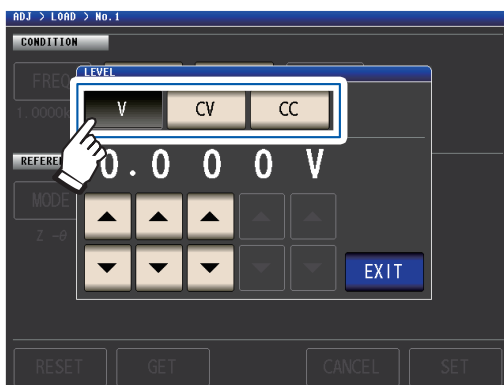 ADJ > LOAD > No.1
CONDITION
FREQ
LEVEL
V CV CC
1.0000k
0.000 V
REFEREN
MODE
Z -θ
EXIT
RESET GET CANCEL SET